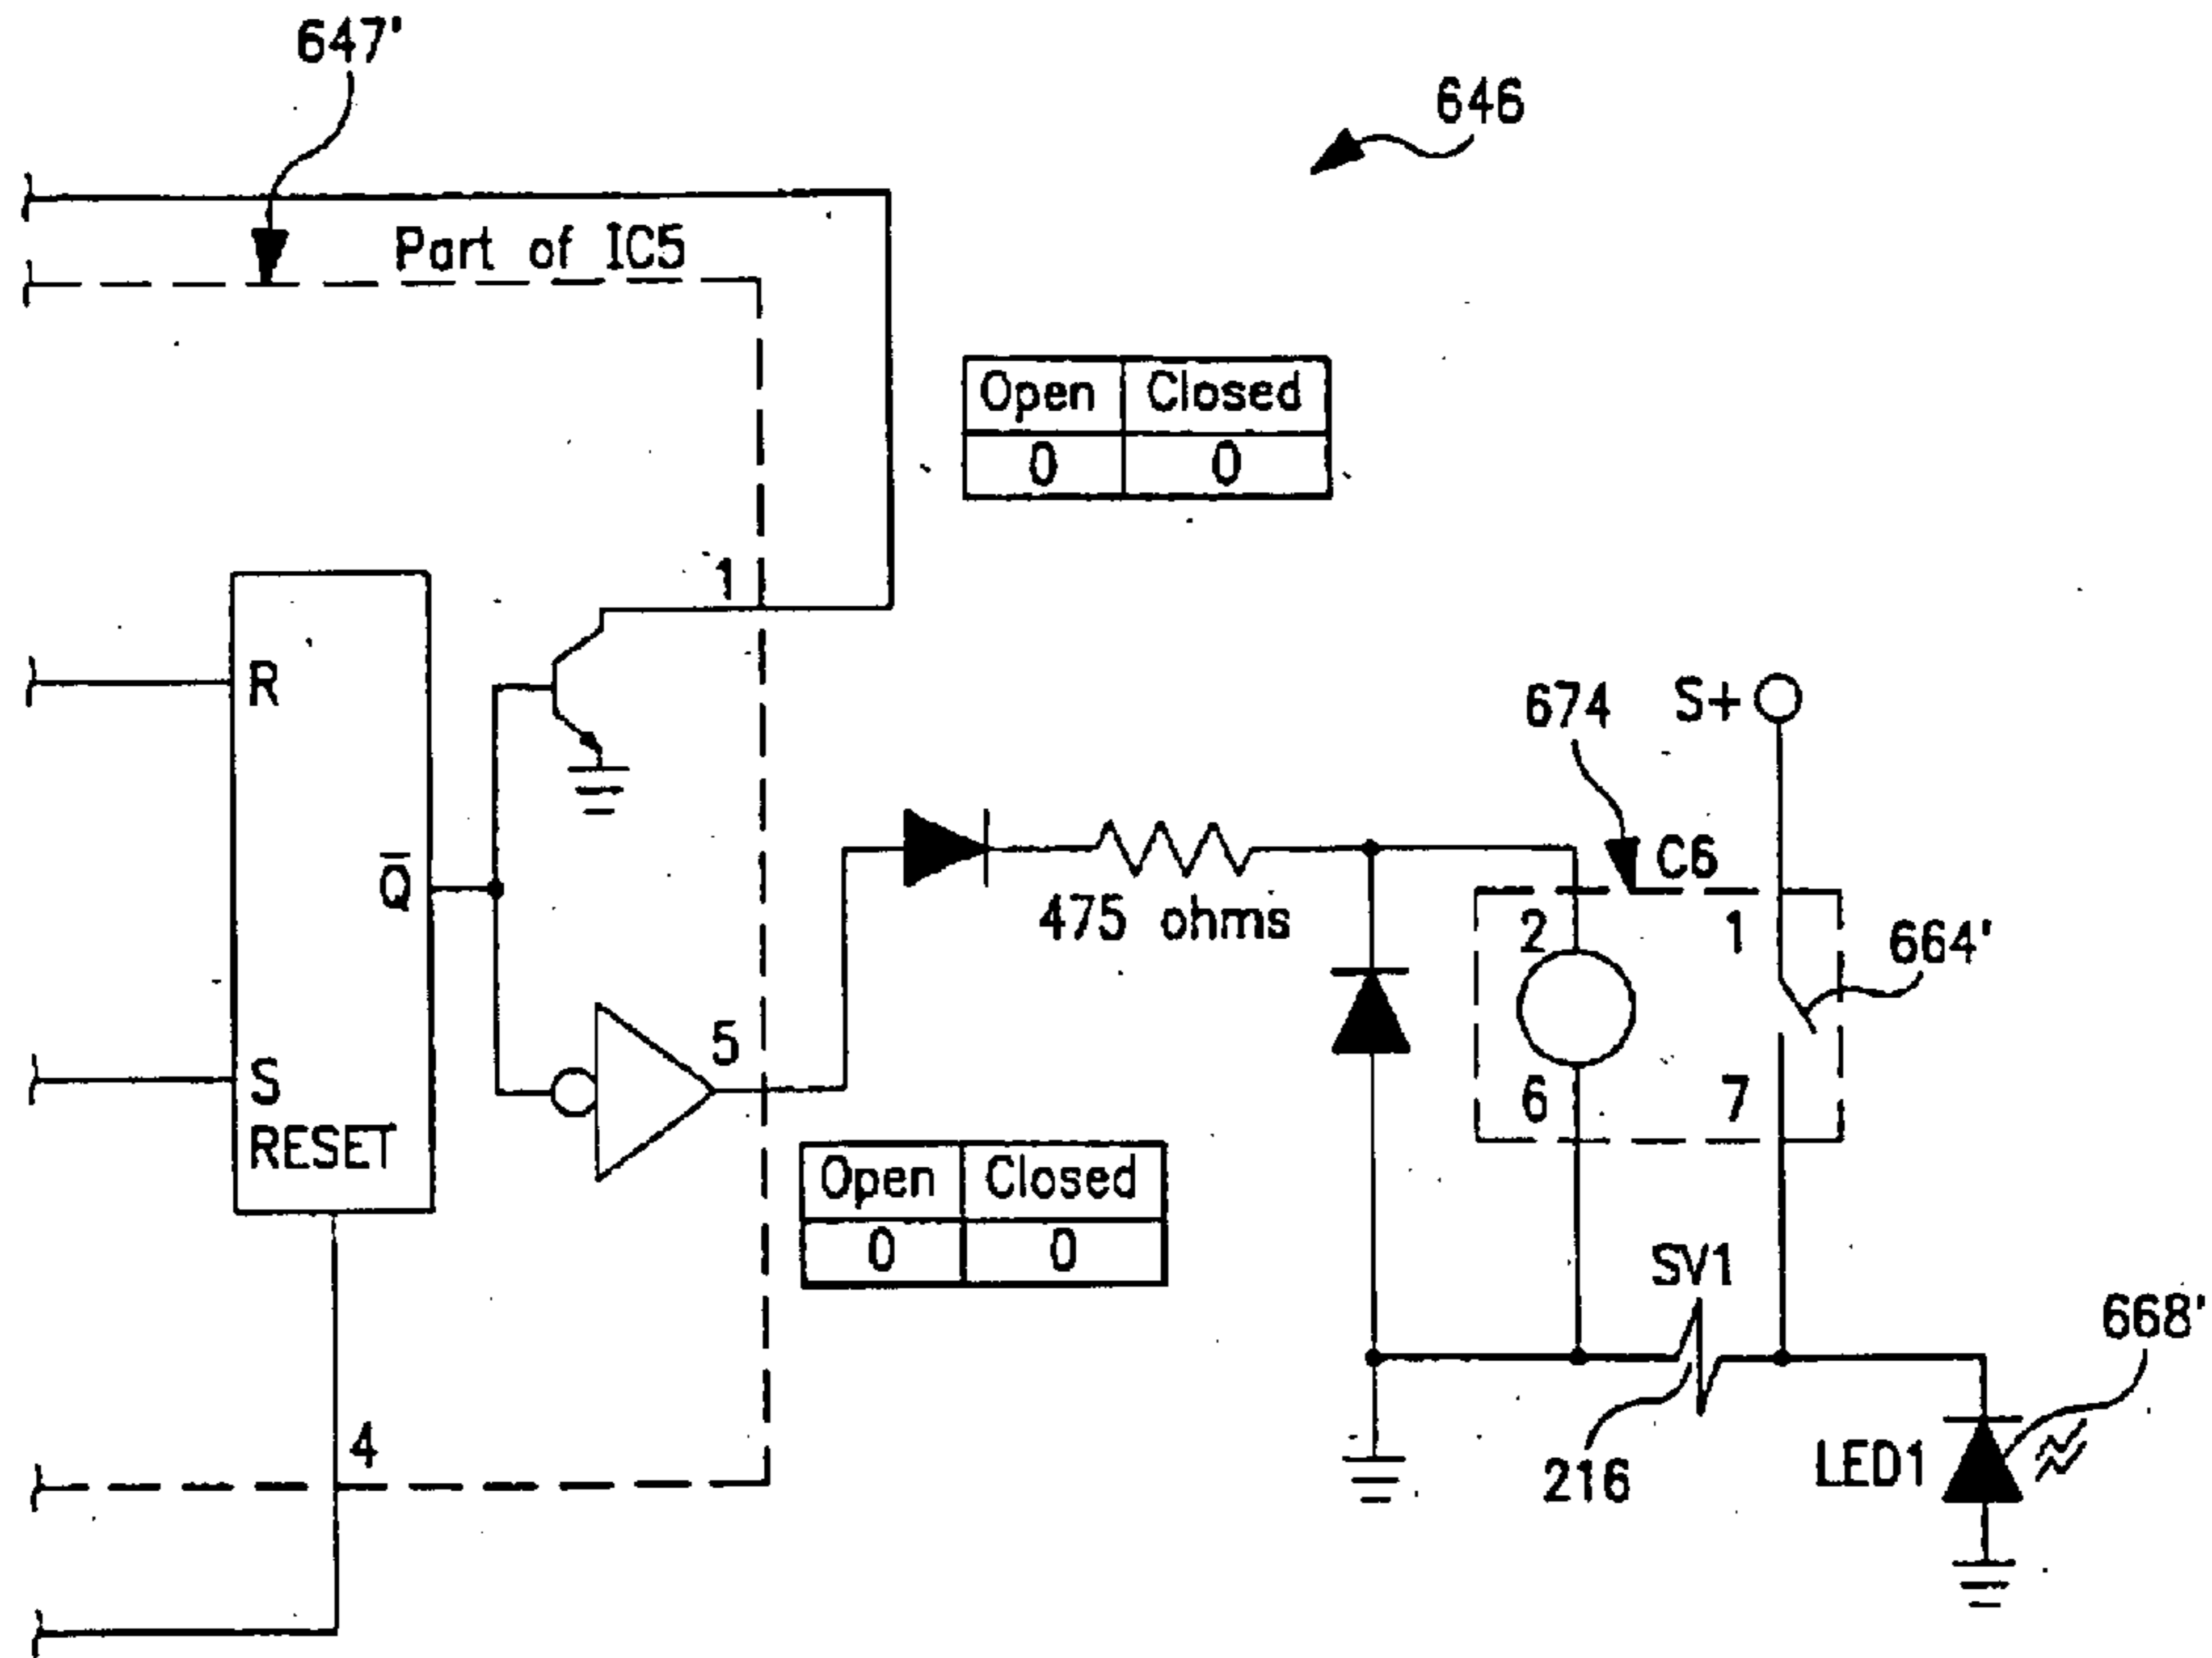 647'
646
Part of IC5
Open Closed
0 0
1
R
674 S+
C6
Q̅
475 ohms
2 1
664'
5
S
6 7
RESET
Open Closed
0 0
SV1
668'
4
LED1
216